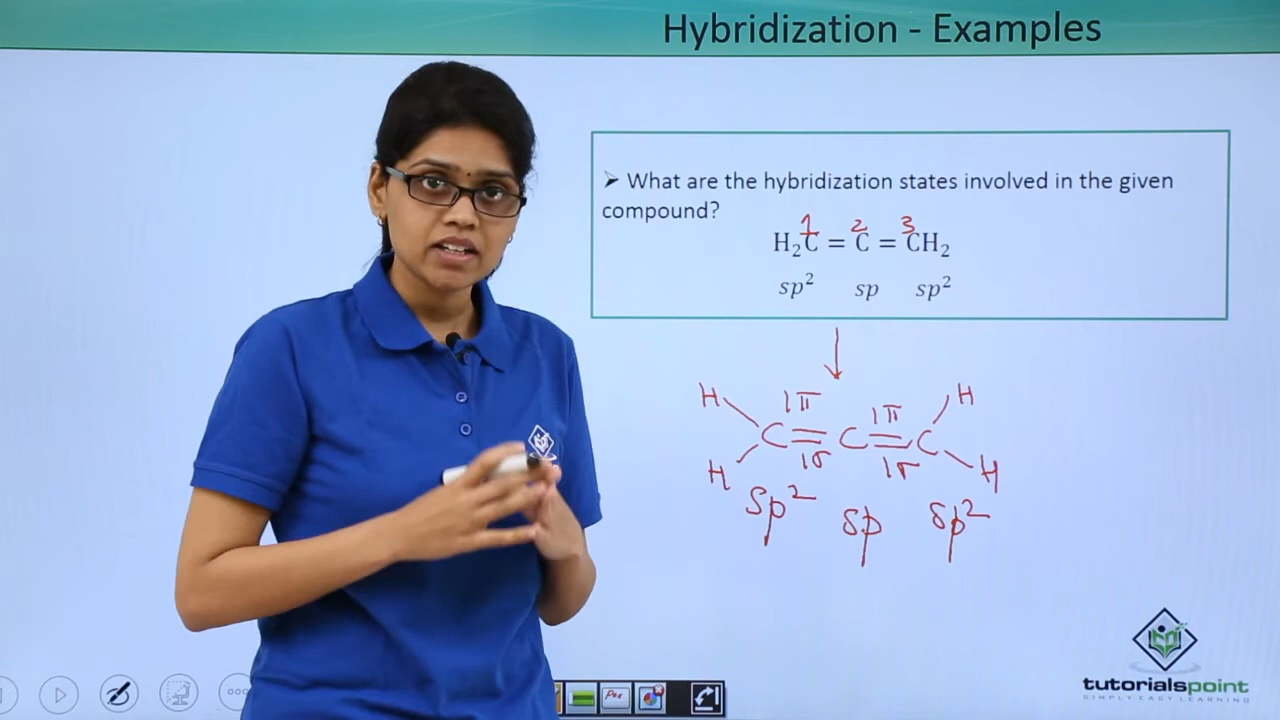 Hybridization - Examples
➤ What are the hybridization states involved in the given
compound?
1 2 3
H₂C = C = CH₂
sp² sp sp²
H 1π 1π H
C = C = C
H 1σ 1σ H
sp² sp sp²
Pen
tutorialspoint
SIMPLY EASY LEARNING